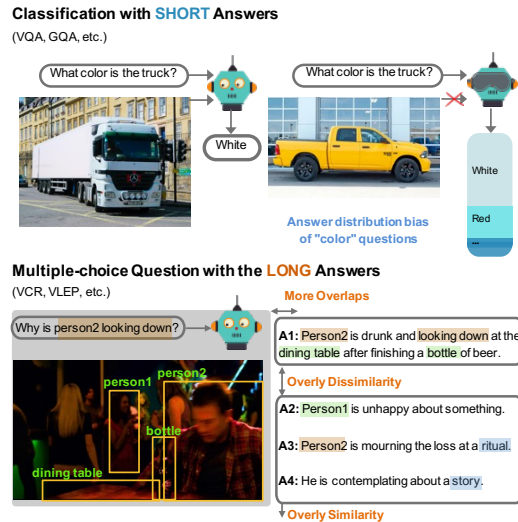 Classification with SHORT Answers
(VQA, GQA, etc.)
What color is the truck?
What color is the truck?
White
White
Red
...
Answer distribution bias
of "color" questions
Multiple-choice Question with the LONG Answers
(VCR, VLEP, etc.)
More Overlaps
Why is person2 looking down?
A1: Person2 is drunk and looking down at the
dining table after finishing a bottle of beer.
Overly Dissimilarity
person2
person1
bottle
dining table
A2: Person1 is unhappy about something.
A3: Person2 is mourning the loss at a ritual.
A4: He is contemplating about a story.
Overly Similarity